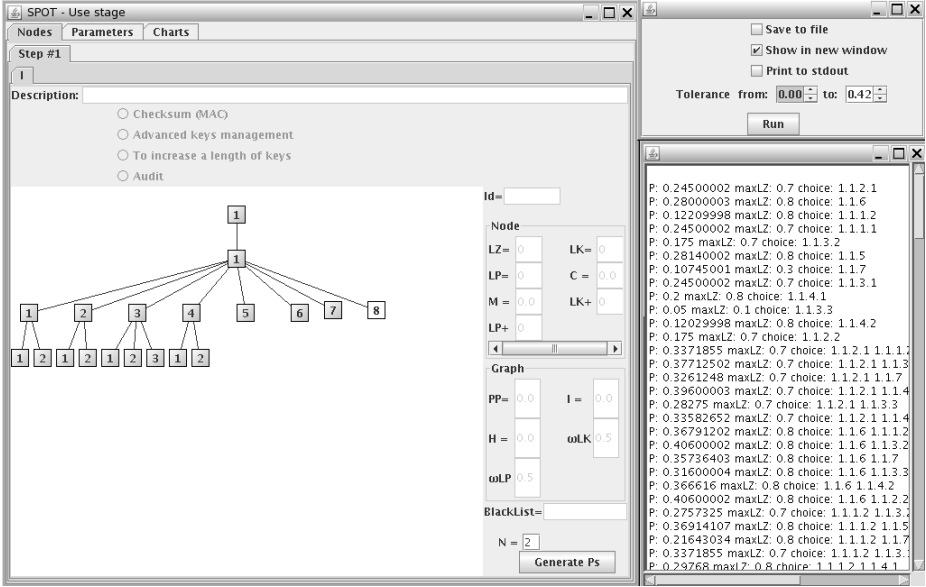 SPOT - Use stage
Nodes Parameters Charts
Step #1
I
Description:
Checksum (MAC)
Advanced keys management
To increase a length of keys
Audit
1
1
1 2 3 4 5 6 7 8
1 2 1 2 1 2 3 1 2
Id=
Node
LZ= 0 LK= 0
LP= 0 C = 0.0
M = 0.0 LK+ 0
LP+ 0
Graph
PP= 0.0 I = 0.0
H = 0.0 ωLK 0.5
ωLP 0.5
BlackList=
N = 2
Generate Ps
Save to file
Show in new window
Print to stdout
Tolerance from: 0.00 to: 0.42
Run
P: 0.24500002 maxLZ: 0.7 choice: 1.1.2.1
P: 0.28000003 maxLZ: 0.8 choice: 1.1.6
P: 0.12209998 maxLZ: 0.8 choice: 1.1.1.2
P: 0.24500002 maxLZ: 0.7 choice: 1.1.1.1
P: 0.175 maxLZ: 0.7 choice: 1.1.3.2
P: 0.28140002 maxLZ: 0.8 choice: 1.1.5
P: 0.10745001 maxLZ: 0.3 choice: 1.1.7
P: 0.24500002 maxLZ: 0.7 choice: 1.1.3.1
P: 0.2 maxLZ: 0.8 choice: 1.1.4.1
P: 0.05 maxLZ: 0.1 choice: 1.1.3.3
P: 0.12029998 maxLZ: 0.8 choice: 1.1.4.2
P: 0.175 maxLZ: 0.7 choice: 1.1.2.2
P: 0.3371855 maxLZ: 0.7 choice: 1.1.2.1 1.1.1.2
P: 0.37712502 maxLZ: 0.7 choice: 1.1.2.1 1.1.3
P: 0.3261248 maxLZ: 0.7 choice: 1.1.2.1 1.1.7
P: 0.39600003 maxLZ: 0.7 choice: 1.1.2.1 1.1.4
P: 0.28275 maxLZ: 0.7 choice: 1.1.2.1 1.1.3.3
P: 0.33582652 maxLZ: 0.7 choice: 1.1.2.1 1.1.4
P: 0.36791202 maxLZ: 0.8 choice: 1.1.6 1.1.1.2
P: 0.40600002 maxLZ: 0.8 choice: 1.1.6 1.1.3.2
P: 0.35736403 maxLZ: 0.8 choice: 1.1.6 1.1.7
P: 0.31600004 maxLZ: 0.8 choice: 1.1.6 1.1.3.3
P: 0.366616 maxLZ: 0.8 choice: 1.1.6 1.1.4.2
P: 0.40600002 maxLZ: 0.8 choice: 1.1.6 1.1.2.2
P: 0.2757325 maxLZ: 0.7 choice: 1.1.1.2 1.1.3.2
P: 0.36914107 maxLZ: 0.8 choice: 1.1.1.2 1.1.5
P: 0.21643034 maxLZ: 0.8 choice: 1.1.1.2 1.1.7
P: 0.3371855 maxLZ: 0.7 choice: 1.1.1.2 1.1.3.
P: 0.29768 maxLZ: 0.8 choice: 1.1.1.2 1.1.4.1